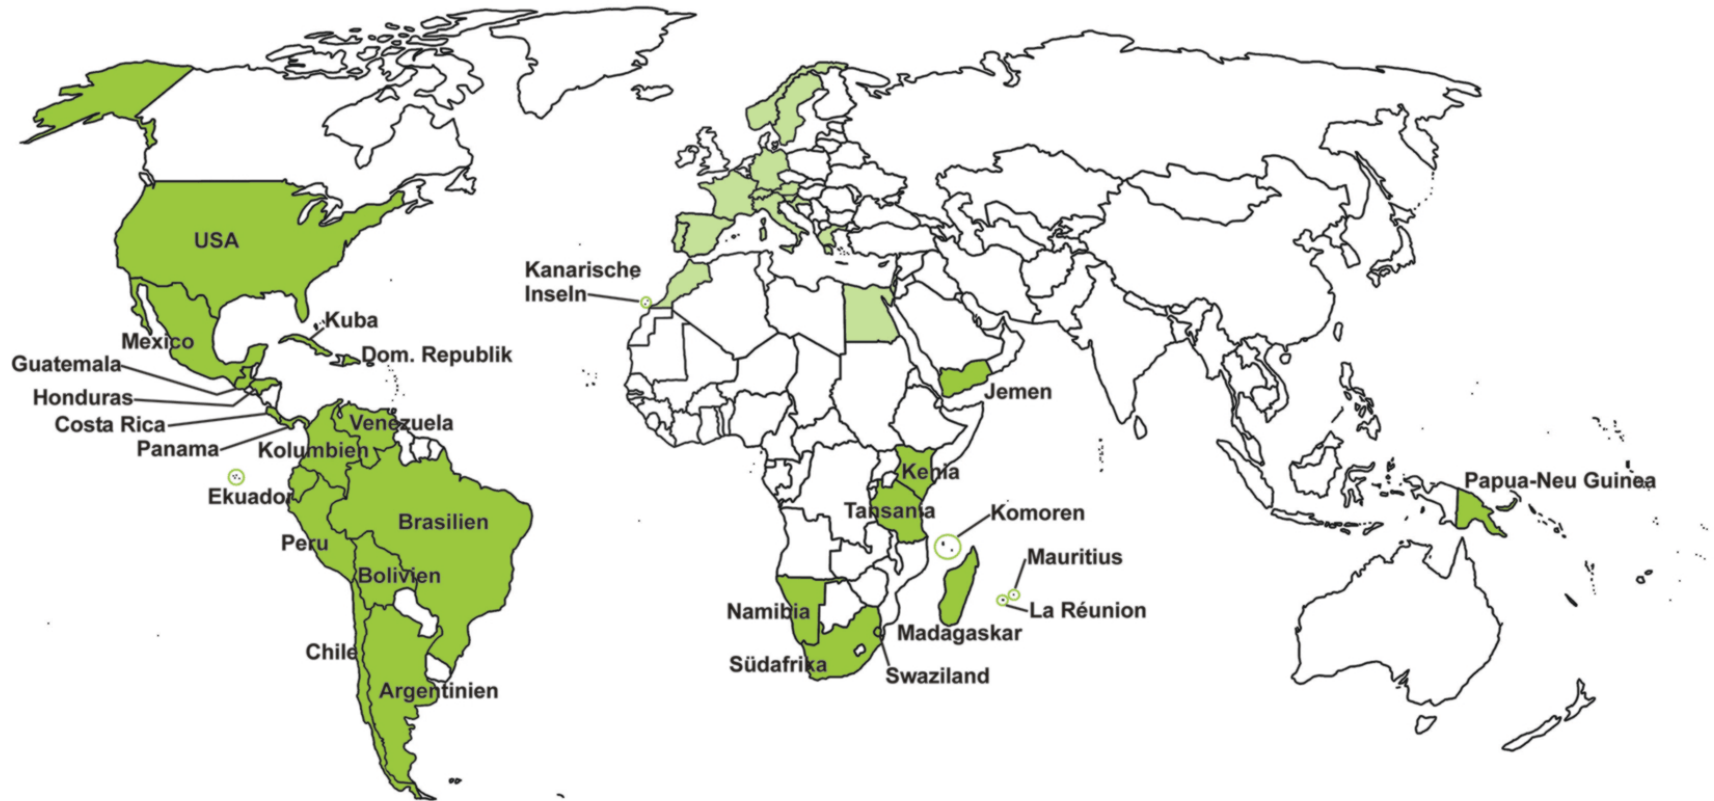 USA
Kanarische
Inseln
Kuba
Mexico
Dom. Republik
Guatemala
Honduras
Jemen
Costa Rica
Venezuela
Panama
Kolumbien
Kenia
Papua-Neu Guinea
Ekuador
Tansania
Komoren
Brasilien
Peru
Mauritius
Bolivien
Namibia
La Réunion
Madagaskar
Chile
Südafrika
Swaziland
Argentinien